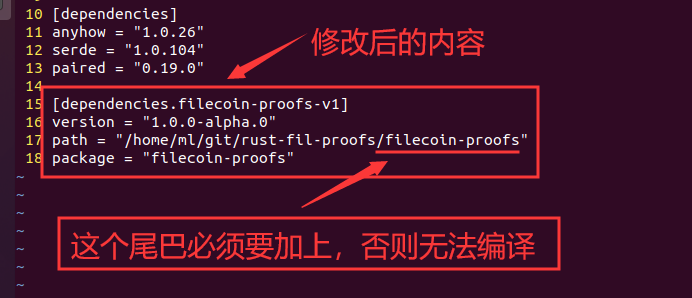 10 [dependencies]
11 anyhow = "1.0.26"
12 serde = "1.0.104"
13 paired = "0.19.0"
修改后的内容
14
15 [dependencies.filecoin-proofs-v1]
16 version = "1.0.0-alpha.0"
17 path = "/home/ml/git/rust-fil-proofs/filecoin-proofs"
18 package = "filecoin-proofs"
~
~
~
这个尾巴必须要加上，否则无法编译
~
~
~
~